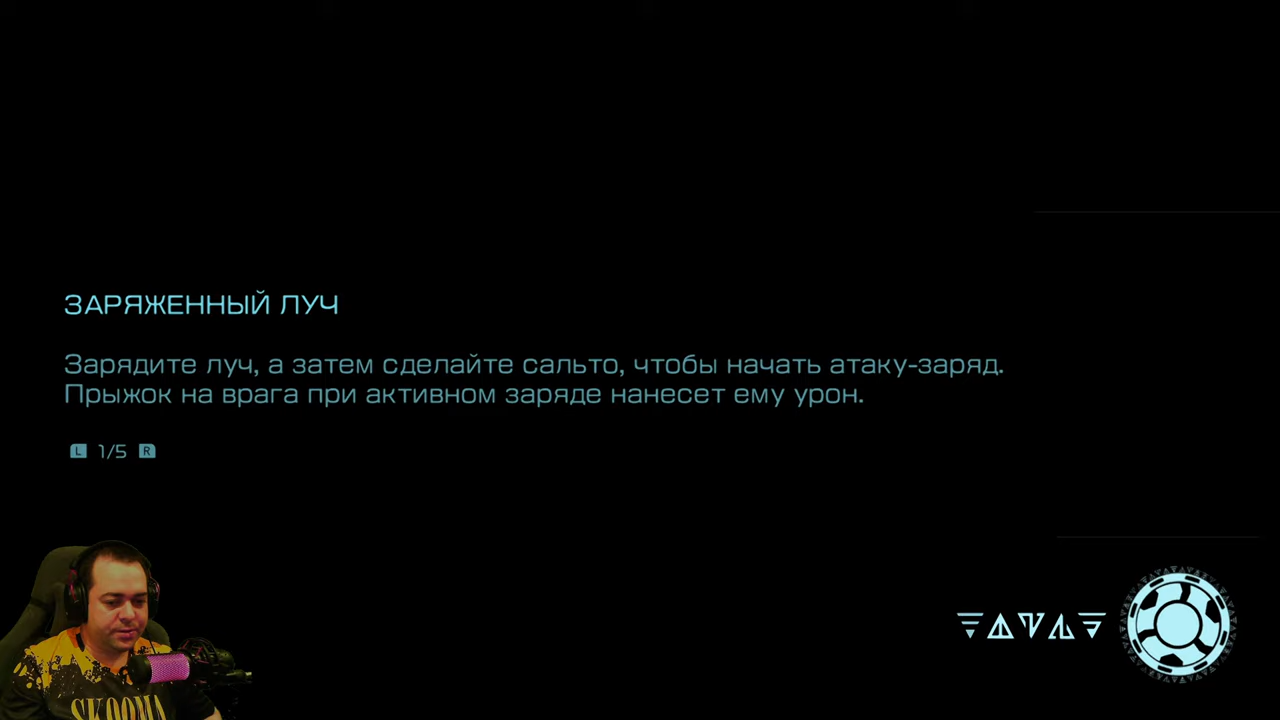 ЗАРЯЖЕННЫЙ ЛУЧ
Зарядите луч, а затем сделайте сальто, чтобы начать атаку-заряд.
Прыжок на врага при активном заряде нанесет ему урон.
L 1/5 R
SKOOMA